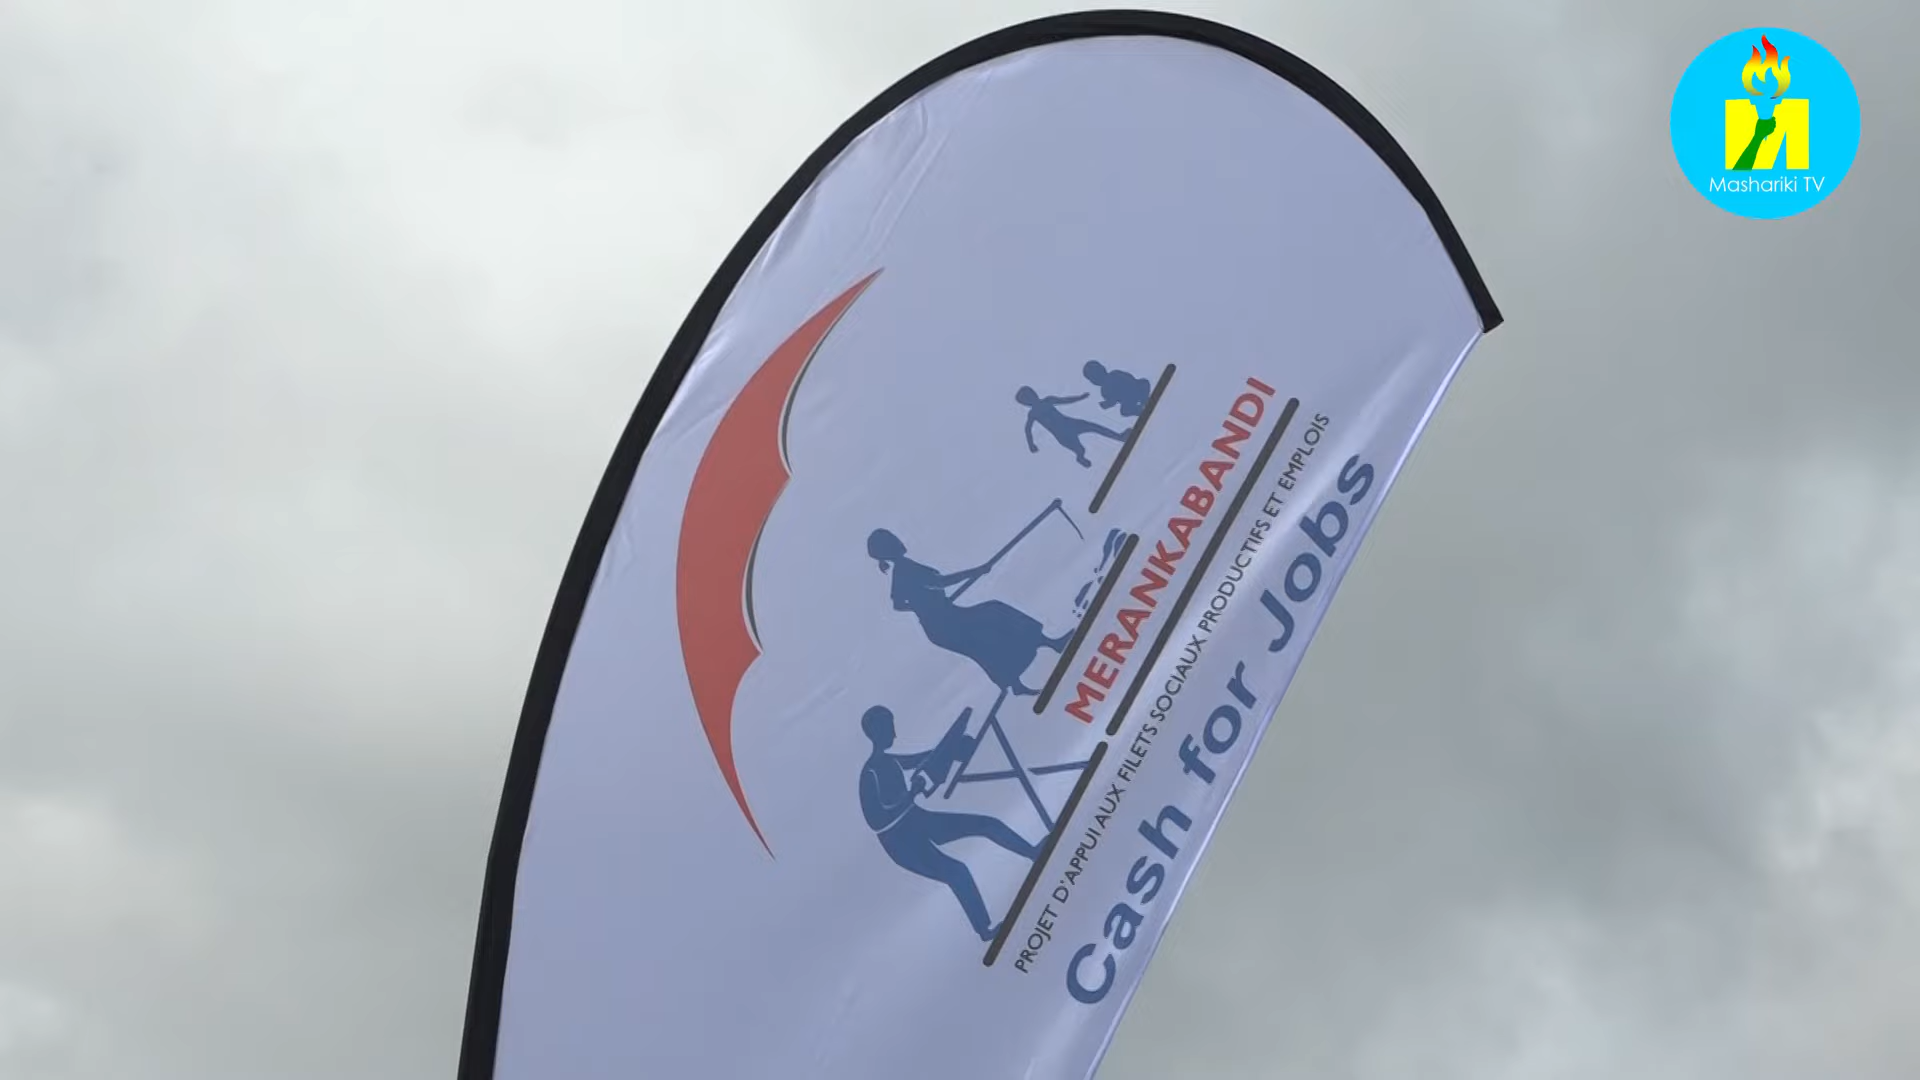 MERANKABANDI
PROJET D'APPUI AUX FILETS SOCIAUX PRODUCTIFS ET EMPLOIS
Cash for Jobs
M
Mashariki TV